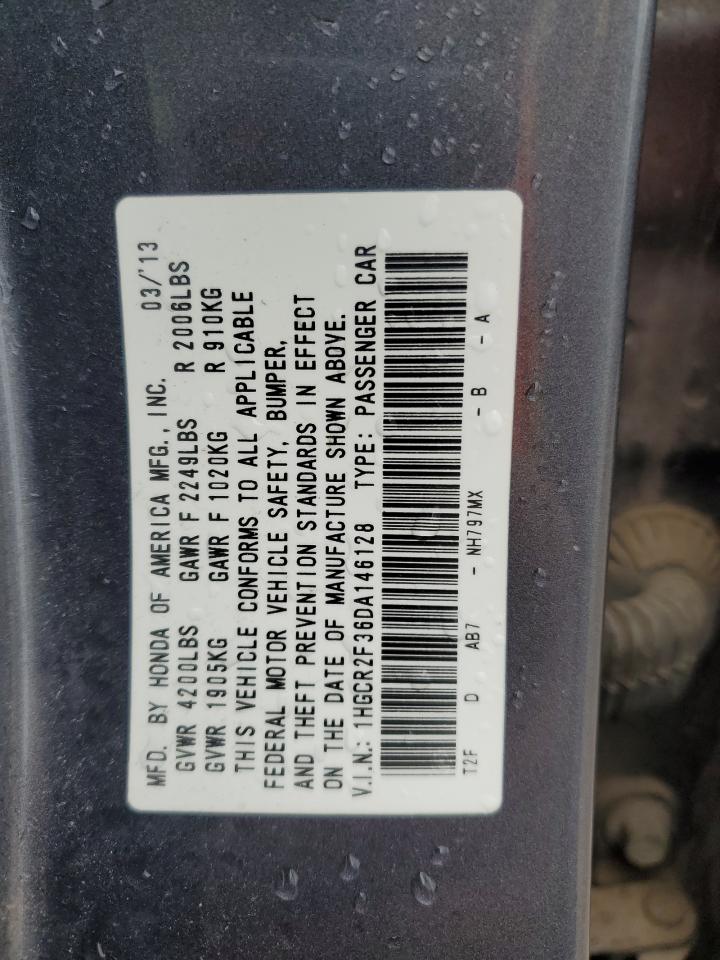 MFD. BY HONDA OF AMERICA MFG., INC. 03/'13
GVWR 4200LBS GAWR F 2249LBS R 2006LBS
GVWR 1905KG GAWR F 1020KG R 910KG
THIS VEHICLE CONFORMS TO ALL APPLICABLE
FEDERAL MOTOR VEHICLE SAFETY, BUMPER,
AND THEFT PREVENTION STANDARDS IN EFFECT
ON THE DATE OF MANUFACTURE SHOWN ABOVE.
V.I.N.: 1HGCR2F36DA146128 TYPE: PASSENGER CAR
T2F D AB7 - NH797MX - B - A